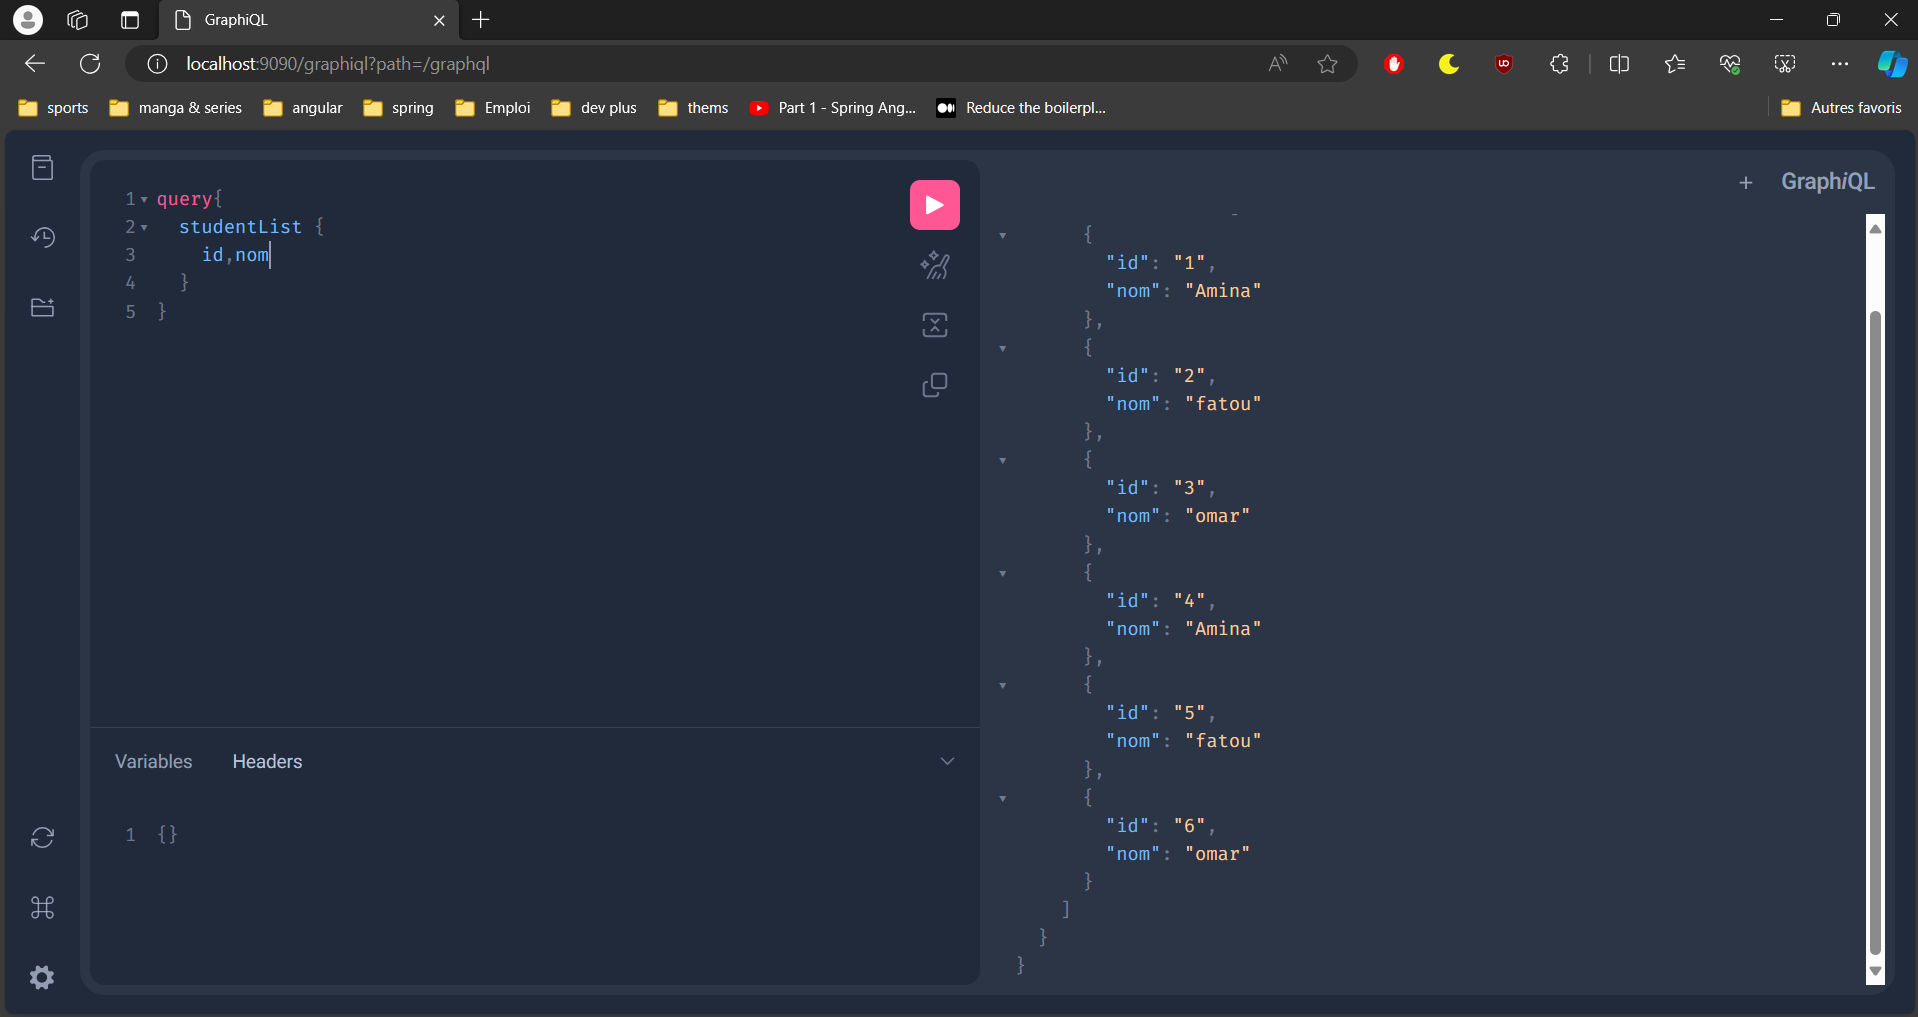 GraphiQL
localhost:9090/graphiql?path=/graphql
sports manga & series angular spring Emploi dev plus thems Part 1 - Spring Ang... Reduce the boilerpl... Autres favoris
GraphiQL
1 query{
2 studentList {
3 id,nom
4 }
5 }
Variables Headers
1 {}
{
"id": "1",
"nom": "Amina"
},
{
"id": "2",
"nom": "fatou"
},
{
"id": "3",
"nom": "omar"
},
{
"id": "4",
"nom": "Amina"
},
{
"id": "5",
"nom": "fatou"
},
{
"id": "6",
"nom": "omar"
}
]
}
}